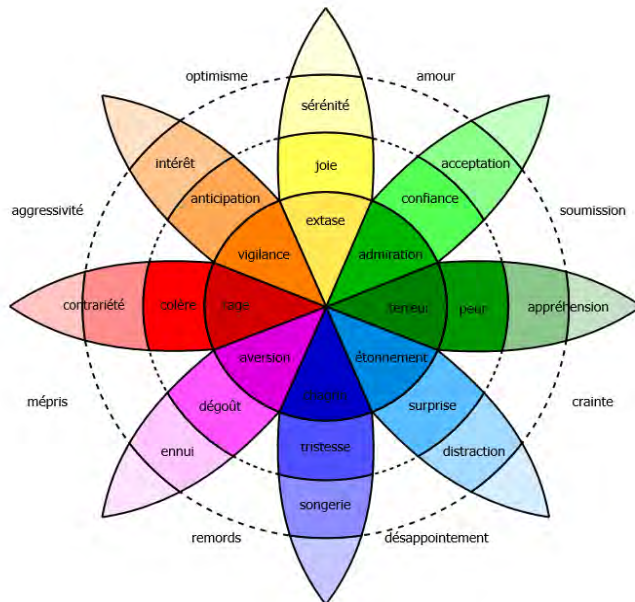 optimisme
amour
sérénité
intérêt
acceptation
joie
anticipation
confiance
aggressivité
soumission
extase
vigilance
admiration
contrariété
colère
rage
terreur
peur
appréhension
aversion
étonnement
mépris
dégoût
chagrin
surprise
crainte
ennui
tristesse
distraction
songerie
remords
désappointement